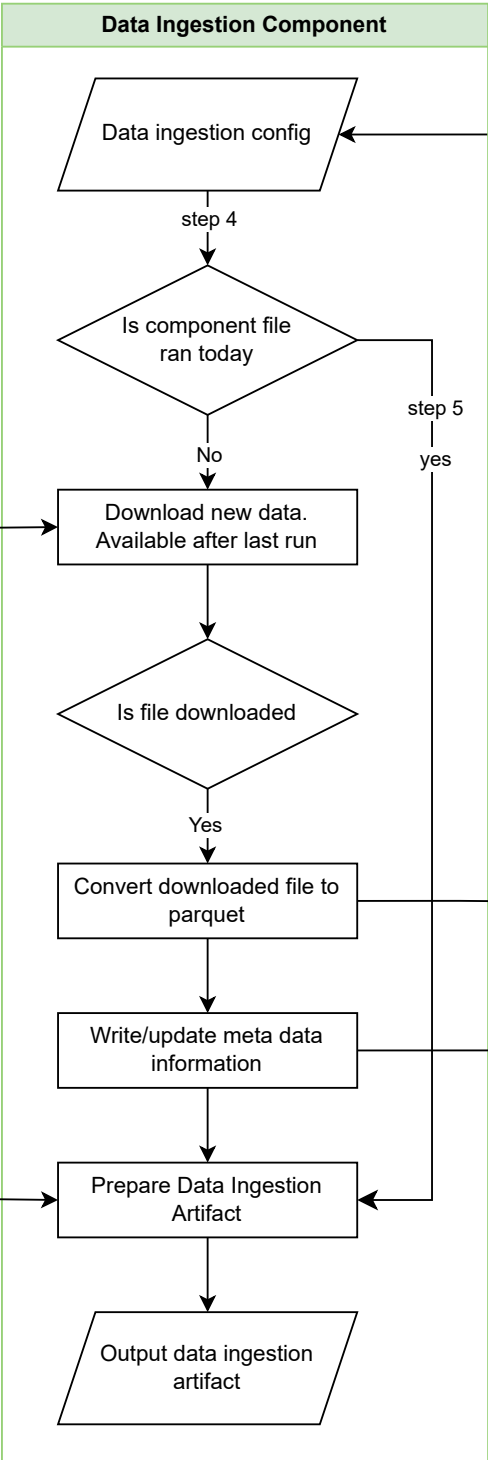 Data Ingestion Component
Data ingestion config
step 4
Is component file
ran today
step 5
yes
No
Download new data.
Available after last run
Is file downloaded
Yes
Convert downloaded file to
parquet
Write/update meta data
information
Prepare Data Ingestion
Artifact
Output data ingestion
artifact